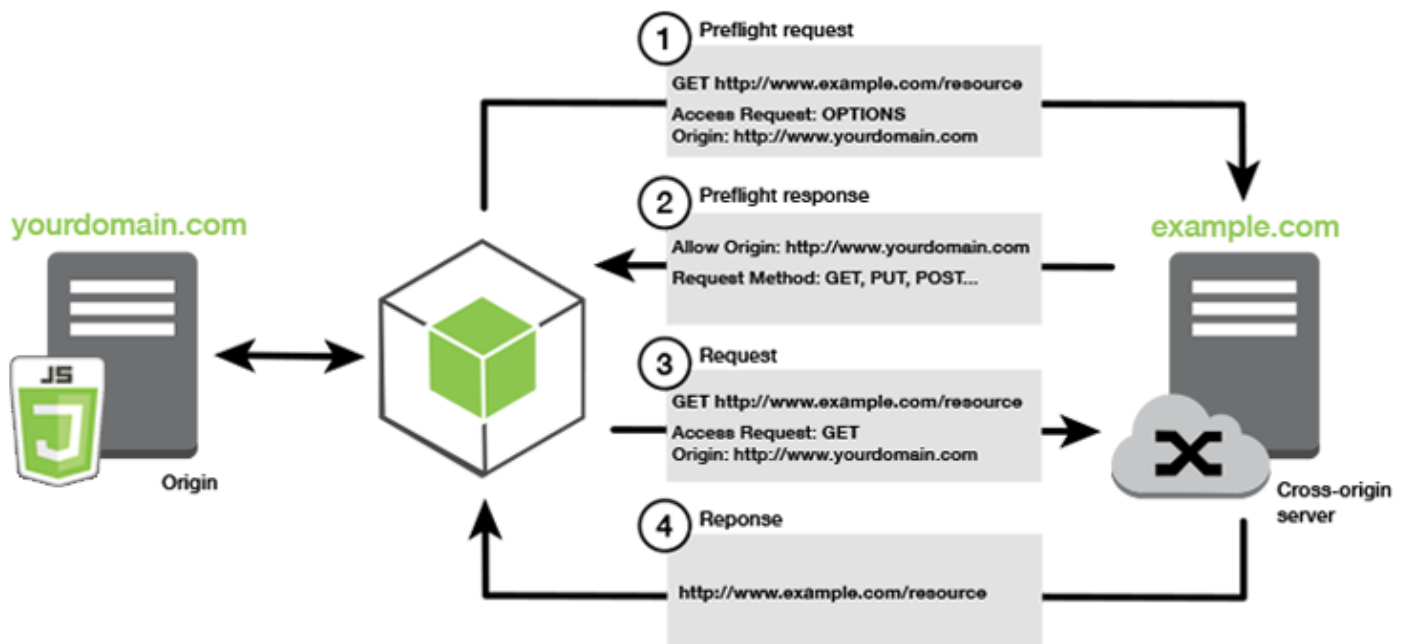 1 Preflight request
GET http://www.example.com/resource
Access Request: OPTIONS
Origin: http://www.yourdomain.com
2 Preflight response
Allow Origin: http://www.yourdomain.com
Request Method: GET, PUT, POST...
yourdomain.com
JS
Origin
example.com
Cross-origin
server
3 Request
GET http://www.example.com/resource
Access Request: GET
Origin: http://www.yourdomain.com
4 Reponse
http://www.example.com/resource